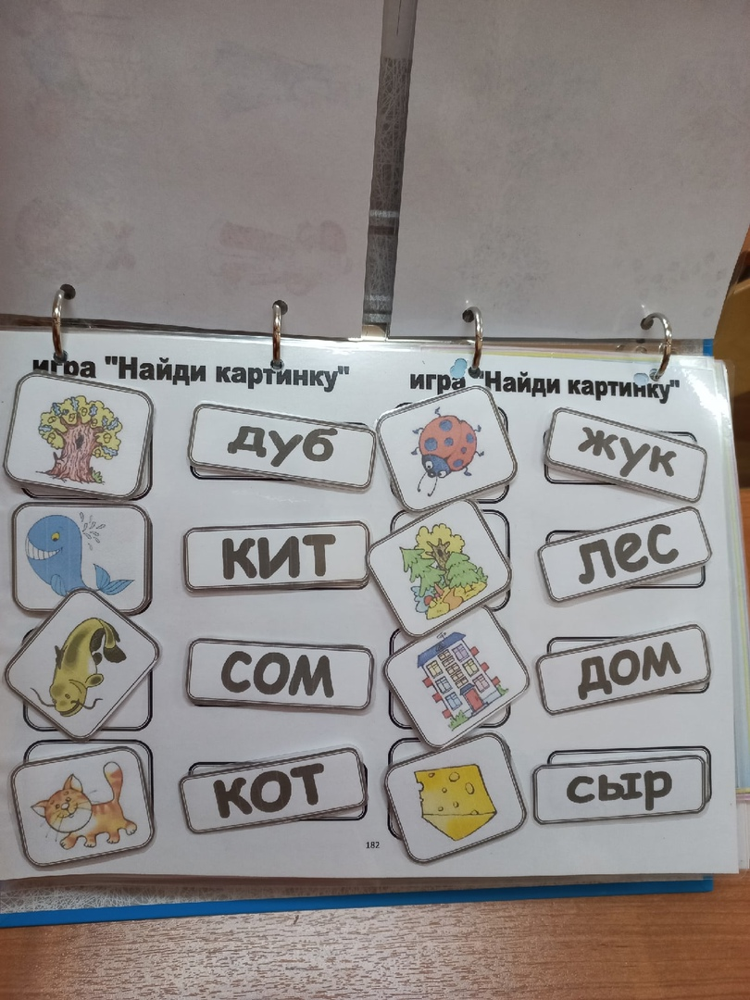 игра "Найди картинку"
дуб
кит
сом
кот
182
игра "Найди картинку"
жук
лес
дом
сыр